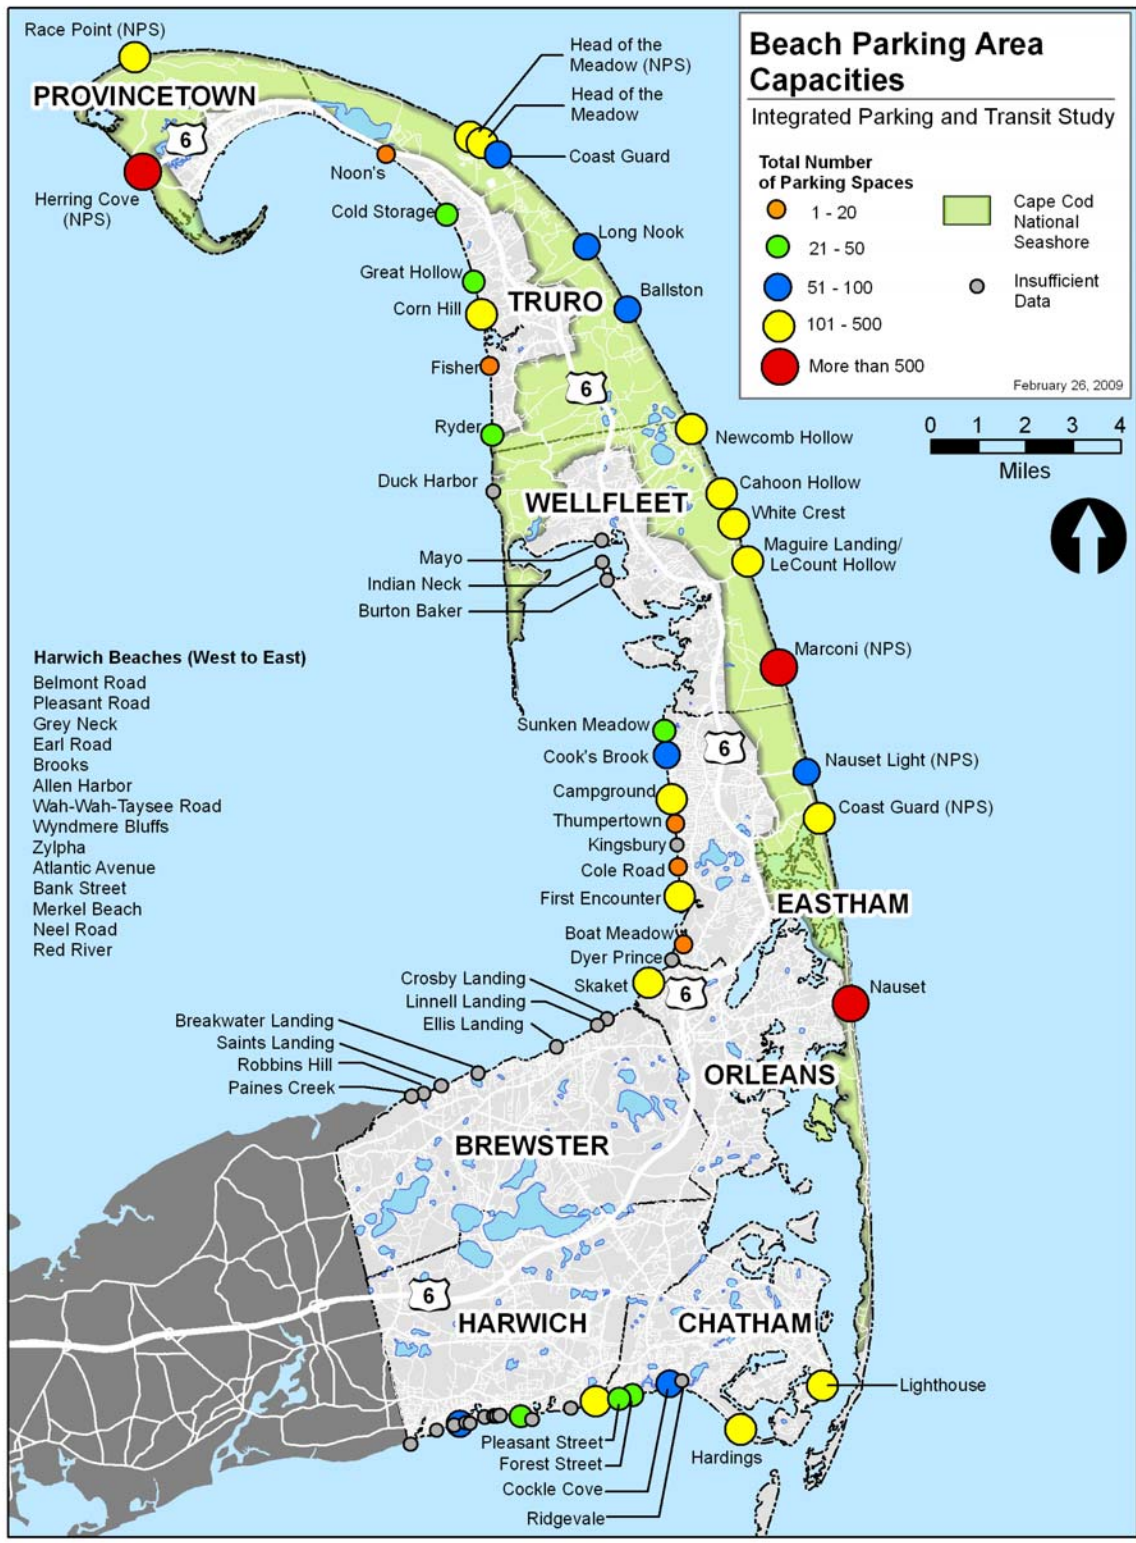 Race Point (NPS)
PROVINCETOWN
6
Herring Cove
(NPS)
Head of the
Meadow (NPS)
Head of the
Meadow
Coast Guard
Noon's
Cold Storage
Long Nook
Great Hollow
Ballston
Corn Hill
TRURO
Fisher
6
Ryder
Newcomb Hollow
Duck Harbor
Cahoon Hollow
WELLFLEET
White Crest
Mayo
Maguire Landing/
LeCount Hollow
Indian Neck
Burton Baker
Marconi (NPS)
Beach Parking Area
Capacities
Integrated Parking and Transit Study
Total Number
of Parking Spaces
1 - 20
21 - 50
51 - 100
101 - 500
More than 500
Cape Cod
National
Seashore
Insufficient
Data
February 26, 2009
0 1 2 3 4
Miles
Harwich Beaches (West to East)
Belmont Road
Pleasant Road
Grey Neck
Earl Road
Brooks
Allen Harbor
Wah-Wah-Taysee Road
Wyndmere Bluffs
Zylpha
Atlantic Avenue
Bank Street
Merkel Beach
Neel Road
Red River
Sunken Meadow
6
Cook's Brook
Nauset Light (NPS)
Campground
Coast Guard (NPS)
Thumpertown
Kingsbury
Cole Road
First Encounter
EASTHAM
Boat Meadow
Dyer Prince
Skaket
6
Nauset
Crosby Landing
Linnell Landing
Ellis Landing
Breakwater Landing
Saints Landing
Robbins Hill
Paines Creek
ORLEANS
BREWSTER
6
HARWICH
CHATHAM
Lighthouse
Pleasant Street
Forest Street
Hardings
Cockle Cove
Ridgevale